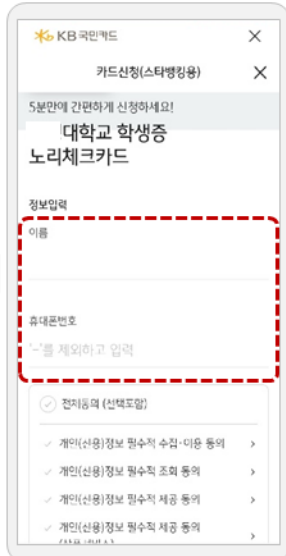 KB국민카드
카드신청(스타뱅킹용)
5분만에 간편하게 신청하세요!
대학교 학생증
노리체크카드
정보입력
이름
휴대폰번호
'-'를 제외하고 입력
전체동의 (선택포함)
개인(신용)정보 필수적 수집·이용 동의
개인(신용)정보 필수적 조회 동의
개인(신용)정보 필수적 제공 동의
개인(신용)정보 필수적 제공 동의